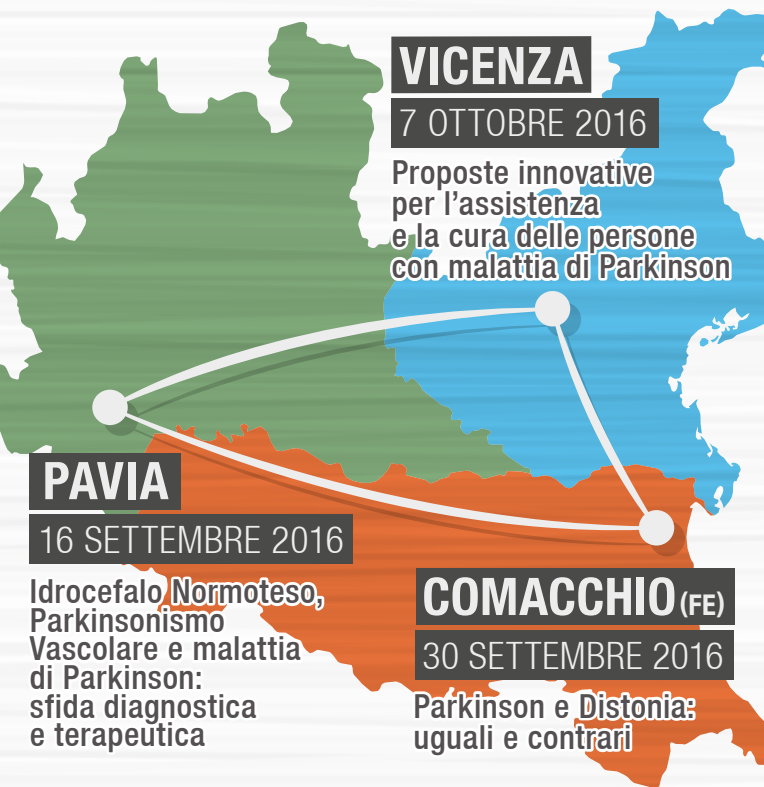 VICENZA
7 OTTOBRE 2016
Proposte innovative
per l'assistenza
e la cura delle persone
con malattia di Parkinson
PAVIA
16 SETTEMBRE 2016
Idrocefalo Normoteso,
Parkinsonismo
Vascolare e malattia
di Parkinson:
sfida diagnostica
e terapeutica
COMACCHIO (FE)
30 SETTEMBRE 2016
Parkinson e Distonia:
uguali e contrari